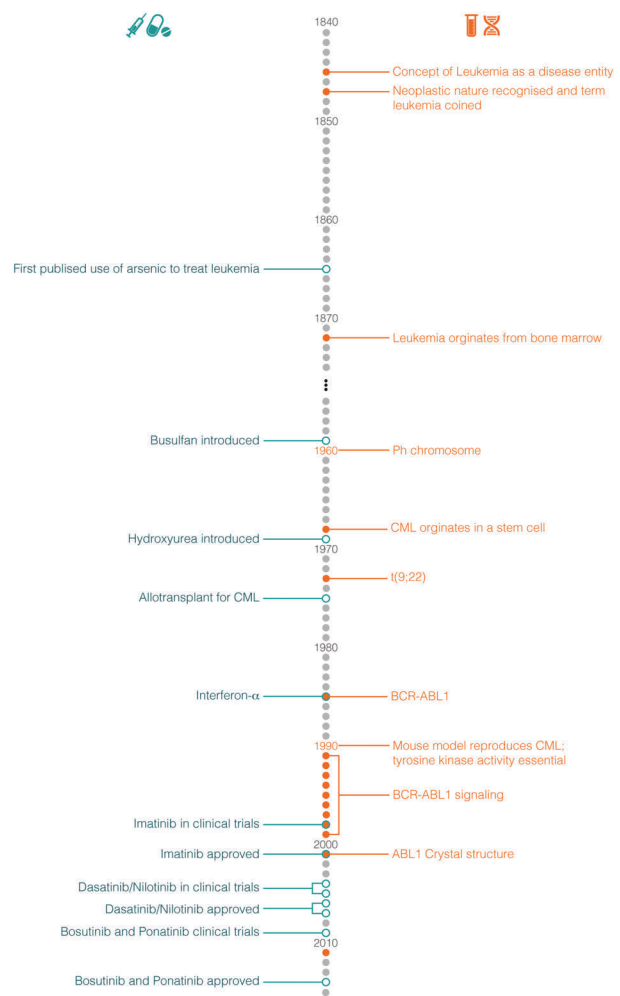 1840
Concept of Leukemia as a disease entity
Neoplastic nature recognised and term
leukemia coined
1850
1860
First publised use of arsenic to treat leukemia
1870
Leukemia orginates from bone marrow
Busulfan introduced
1960
Ph chromosome
CML orginates in a stem cell
Hydroxyurea introduced
1970
t(9;22)
Allotransplant for CML
1980
Interferon-α
BCR-ABL1
1990
Mouse model reproduces CML;
tyrosine kinase activity essential
BCR-ABL1 signaling
Imatinib in clinical trials
2000
Imatinib approved
ABL1 Crystal structure
Dasatinib/Nilotinib in clinical trials
Dasatinib/Nilotinib approved
Bosutinib and Ponatinib clinical trials
2010
Bosutinib and Ponatinib approved